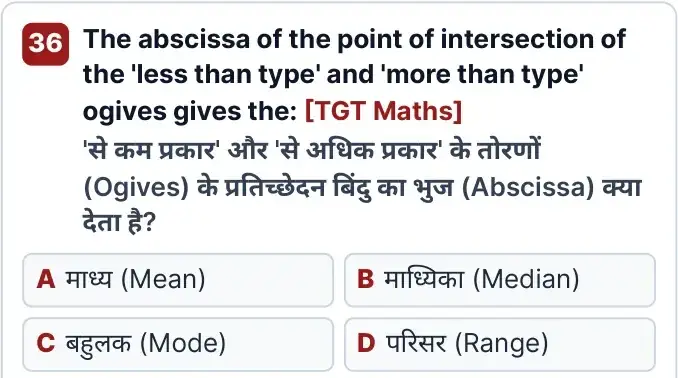 36 The abscissa of the point of intersection of
the 'less than type' and 'more than type'
ogives gives the: [TGT Maths]
'से कम प्रकार' और 'से अधिक प्रकार' के तोरणों
(Ogives) के प्रतिच्छेदन बिंदु का भुज (Abscissa) क्या
देता है?
A माध्य (Mean)
B माध्यिका (Median)
C बहुलक (Mode)
D परिसर (Range)